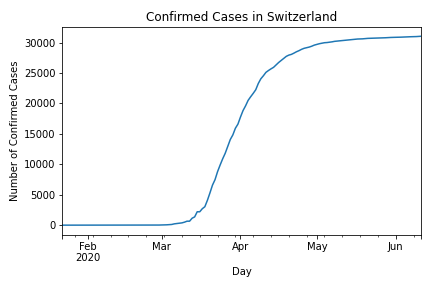 Confirmed Cases in Switzerland
Number of Confirmed Cases
30000
25000
20000
15000
10000
5000
0
Feb
2020
Mar
Apr
May
Jun
Day